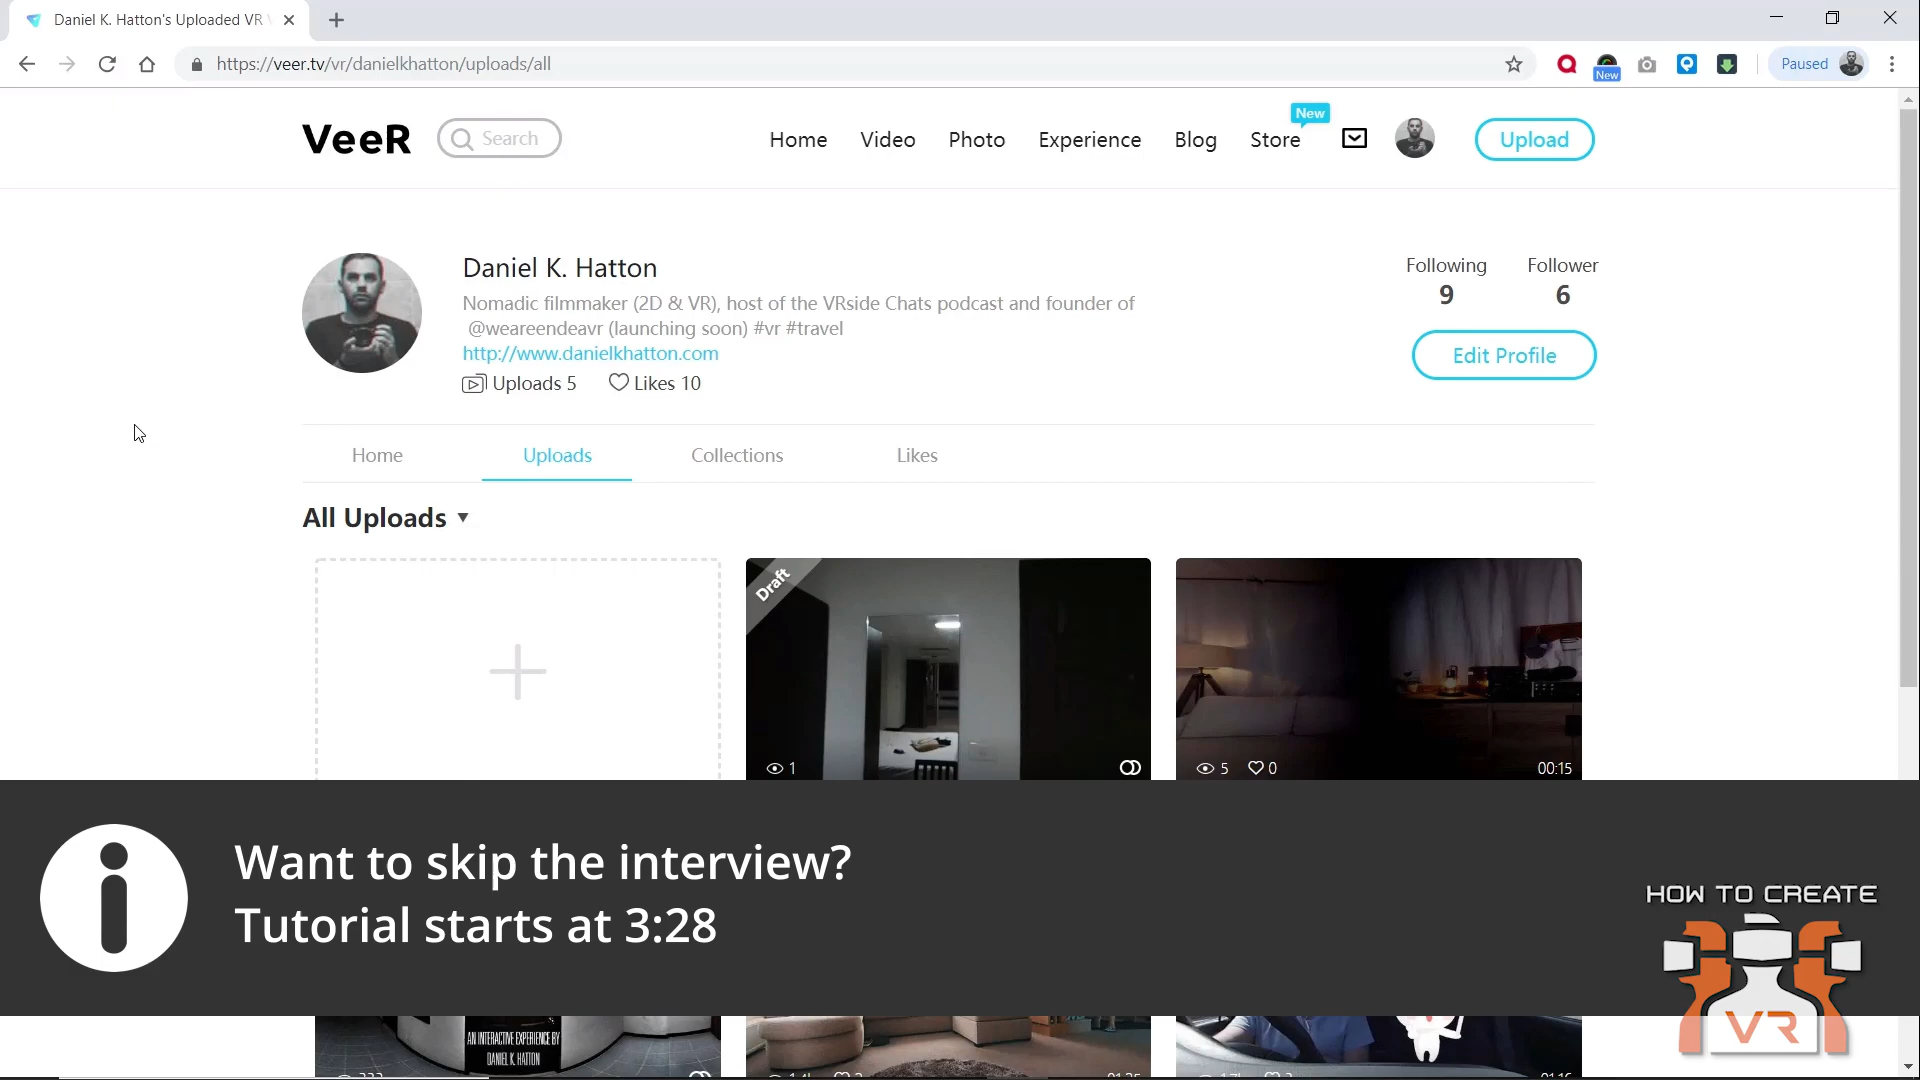 Daniel K. Hatton's Uploaded VR
https://veer.tv/vr/danielkhatton/uploads/all
New
Paused
VeeR
Search
Home
Video
Photo
Experience
Blog
Store
New
Upload
Daniel K. Hatton
Nomadic filmmaker (2D & VR), host of the VRside Chats podcast and founder of
@weareendeavr (launching soon) #vr #travel
http://www.danielkhatton.com
Uploads 5
Likes 10
Following
9
Follower
6
Edit Profile
Home
Uploads
Collections
Likes
All Uploads
Draft
1
5
0
00:15
Want to skip the interview?
Tutorial starts at 3:28
HOW TO CREATE
VR
AN INTERACTIVE EXPERIENCE BY
DANIEL K. HATTON